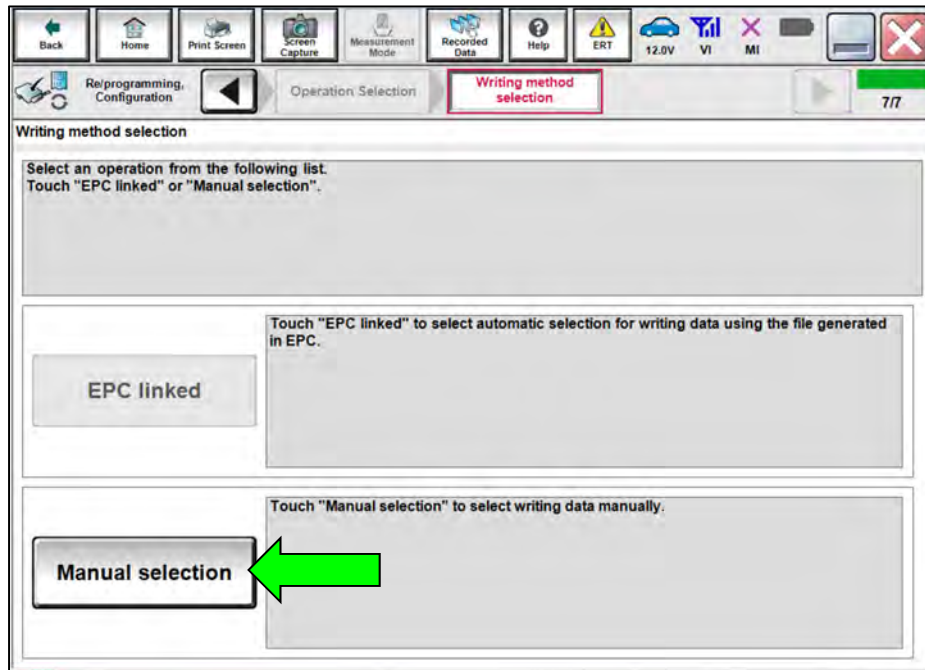 Back
Home
Print Screen
Screen
Capture
Measurement
Mode
Recorded
Data
Help
ERT
12.0V
VI
MI
Re/programming,
Configuration
Operation Selection
Writing method
selection
7/7
Writing method selection
Select an operation from the following list.
Touch "EPC linked" or "Manual selection".
EPC linked
Touch "EPC linked" to select automatic selection for writing data using the file generated
in EPC.
Manual selection
Touch "Manual selection" to select writing data manually.